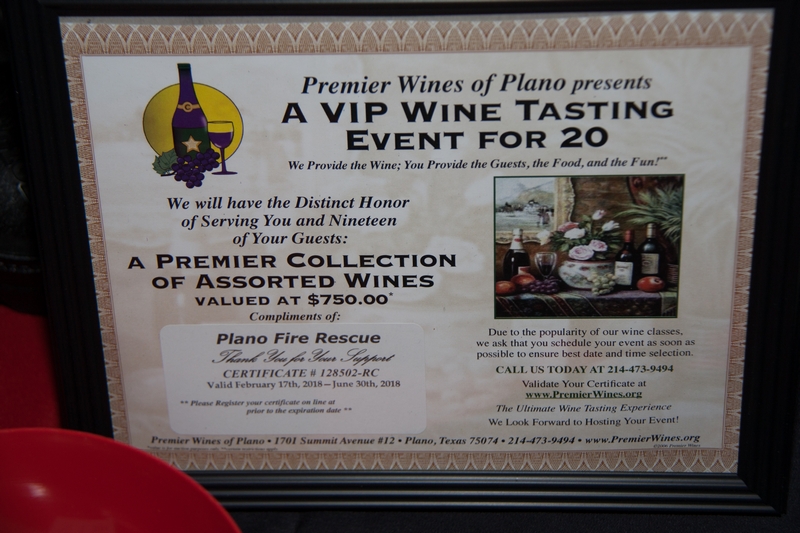 Premier Wines of Plano presents
A VIP Wine Tasting
Event for 20
We Provide the Wine; You Provide the Guests, the Food, and the Fun!**
We will have the Distinct Honor
of Serving You and Nineteen
of Your Guests:
A Premier Collection
of Assorted Wines
valued at $750.00*
Compliments of:
Plano Fire Rescue
Thank You for Your Support
CERTIFICATE # 128502-RC
Valid February 17th, 2018—June 30th, 2018
** Please Register your certificate on line at
prior to the expiration date **
Due to the popularity of our wine classes,
we ask that you schedule your event as soon as
possible to ensure best date and time selection.
CALL US TODAY AT 214-473-9494
Validate Your Certificate at
www.PremierWines.org
The Ultimate Wine Tasting Experience
We Look Forward to Hosting Your Event!
Premier Wines of Plano • 1701 Summit Avenue #12 • Plano, Texas 75074 • 214-473-9494 • www.PremierWines.org